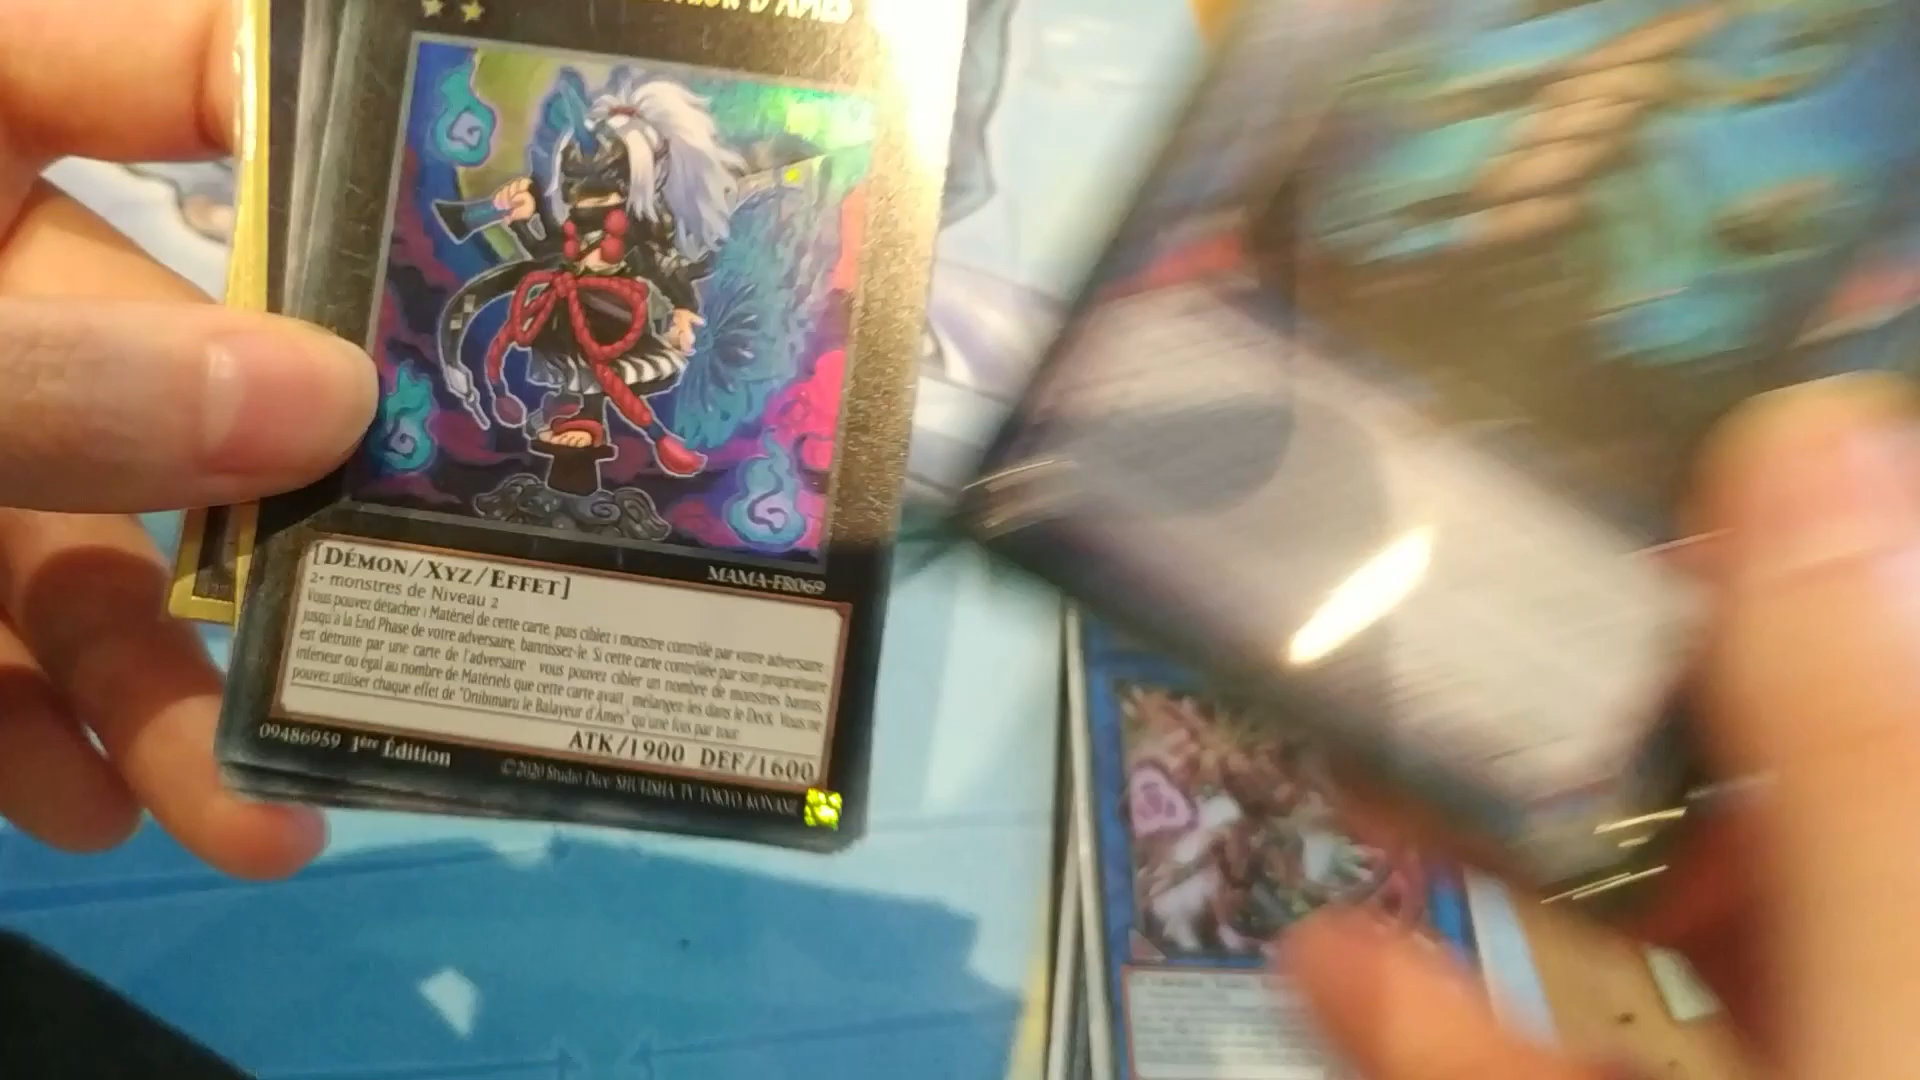 D'ÂMES
MAMA-FR069
[DÉMON/XYZ/EFFET]
2+ monstres de Niveau 2
Vous pouvez détacher 1 Matériel de cette carte, puis ciblez 1 monstre contrôlé par votre adversaire ;
jusqu'à la End Phase de votre adversaire, bannissez-le. Si cette carte contrôlée par son propriétaire
est détruite par une carte de l'adversaire : vous pouvez cibler un nombre de monstres bannis,
inférieur ou égal au nombre de Matériels que cette carte avait ; mélangez-les dans le Deck. Vous ne
pouvez utiliser chaque effet de "Onibimaru le Balayeur d'Âmes" qu'une fois par tour.
ATK/1900 DEF/1600
09486959 1ère Édition
©2020 Studio Dice/SHUEISHA, TV TOKYO, KONAMI